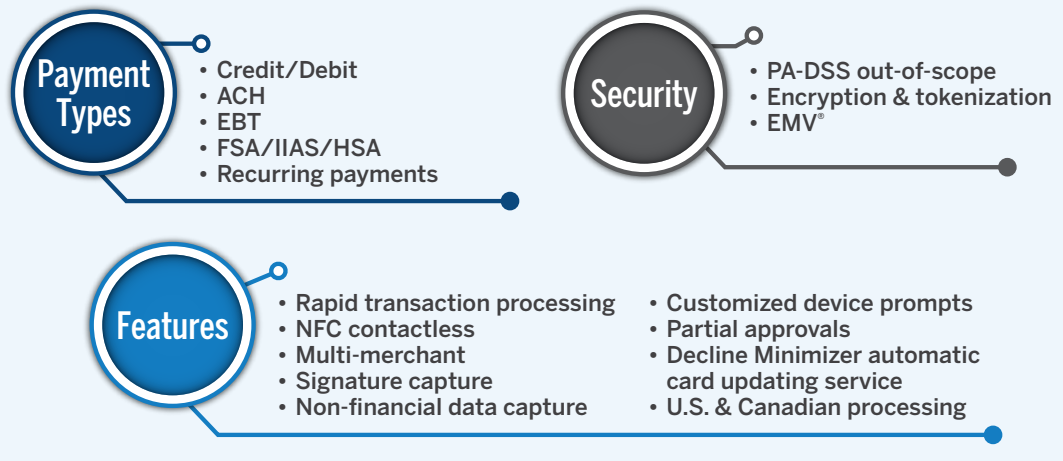 Payment
Types
• Credit/Debit
• ACH
• EBT
• FSA/IIAS/HSA
• Recurring payments
Security
• PA-DSS out-of-scope
• Encryption & tokenization
• EMV®
Features
• Rapid transaction processing
• NFC contactless
• Multi-merchant
• Signature capture
• Non-financial data capture
• Customized device prompts
• Partial approvals
• Decline Minimizer automatic
card updating service
• U.S. & Canadian processing